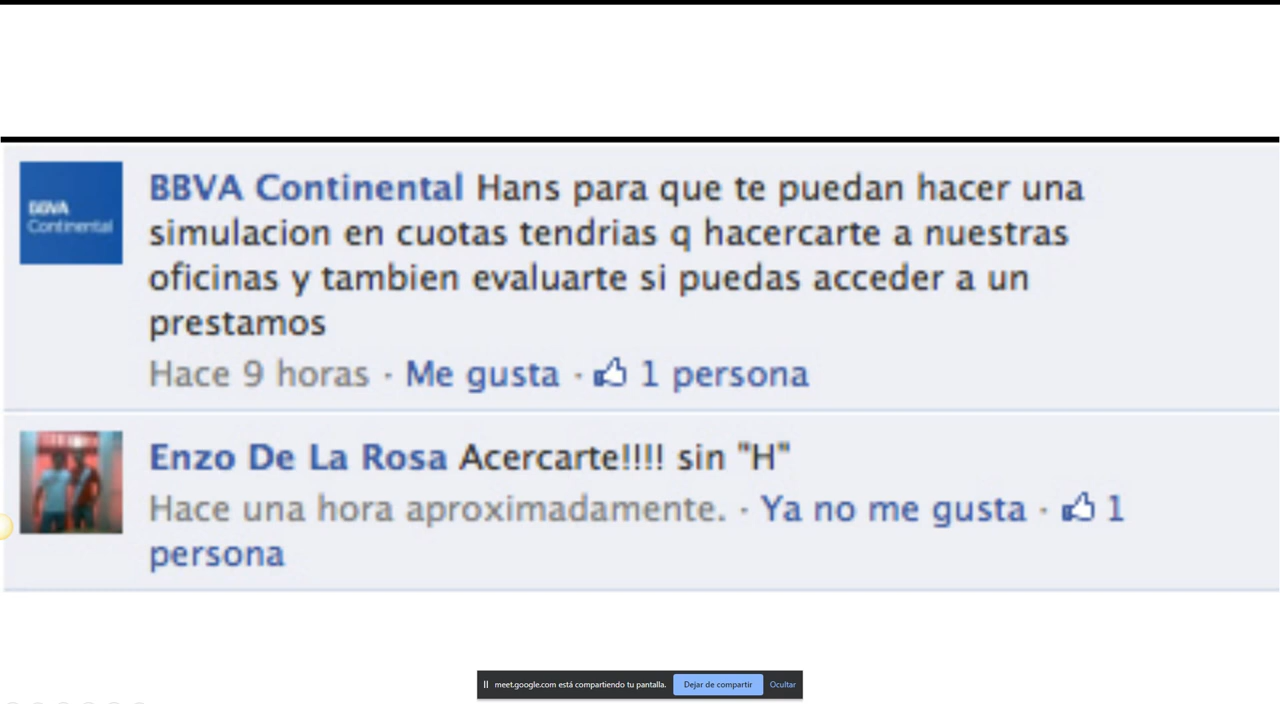 BBVA
Continental
BBVA Continental Hans para que te puedan hacer una
simulacion en cuotas tendrias q hacercarte a nuestras
oficinas y tambien evaluarte si puedas acceder a un
prestamos
Hace 9 horas · Me gusta · 1 persona
Enzo De La Rosa Acercarte!!!! sin "H"
Hace una hora aproximadamente. · Ya no me gusta · 1
persona
meet.google.com está compartiendo tu pantalla. Dejar de compartir Ocultar